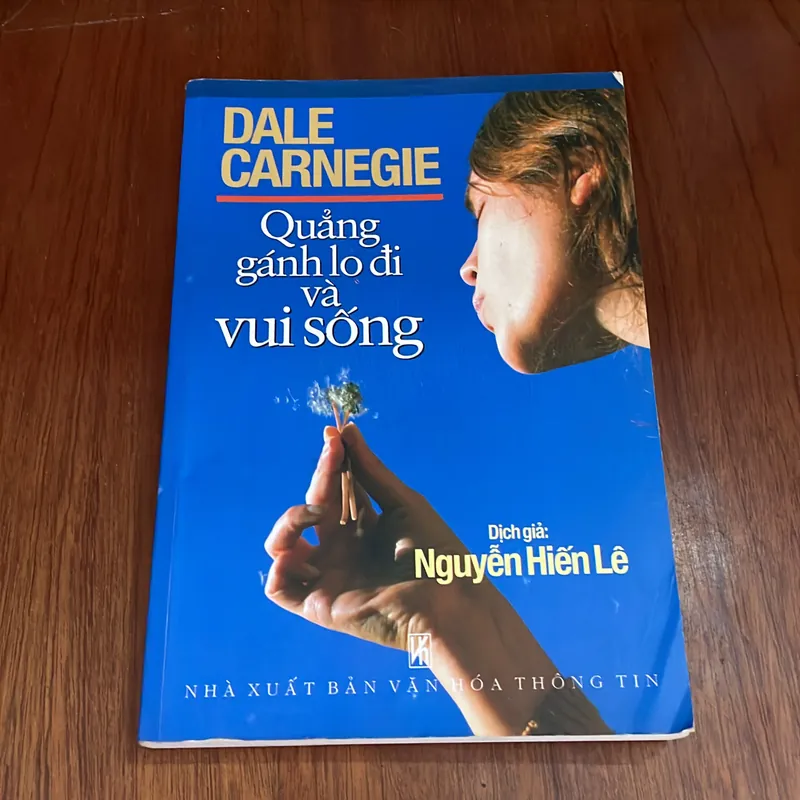 DALE
CARNEGIE
Quảng
gánh lo đi
và
vui sống
Dịch giả:
Nguyễn Hiến Lê
NHÀ XUẤT BẢN VĂN HÓA THÔNG TIN